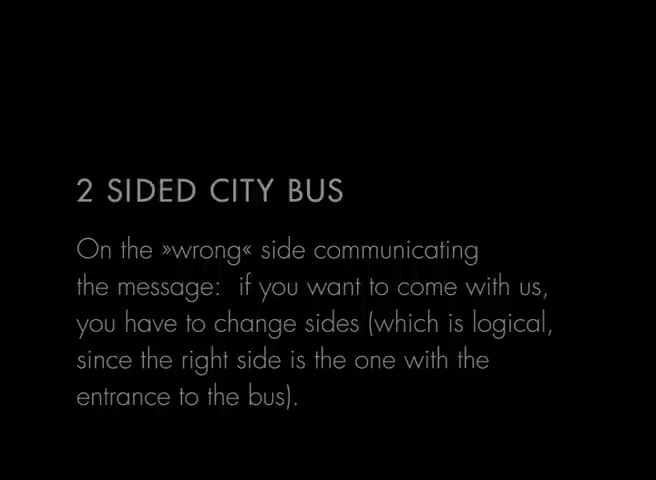 2 SIDED CITY BUS
On the »wrong« side communicating
the message:  if you want to come with us,
you have to change sides (which is logical,
since the right side is the one with the
entrance to the bus).